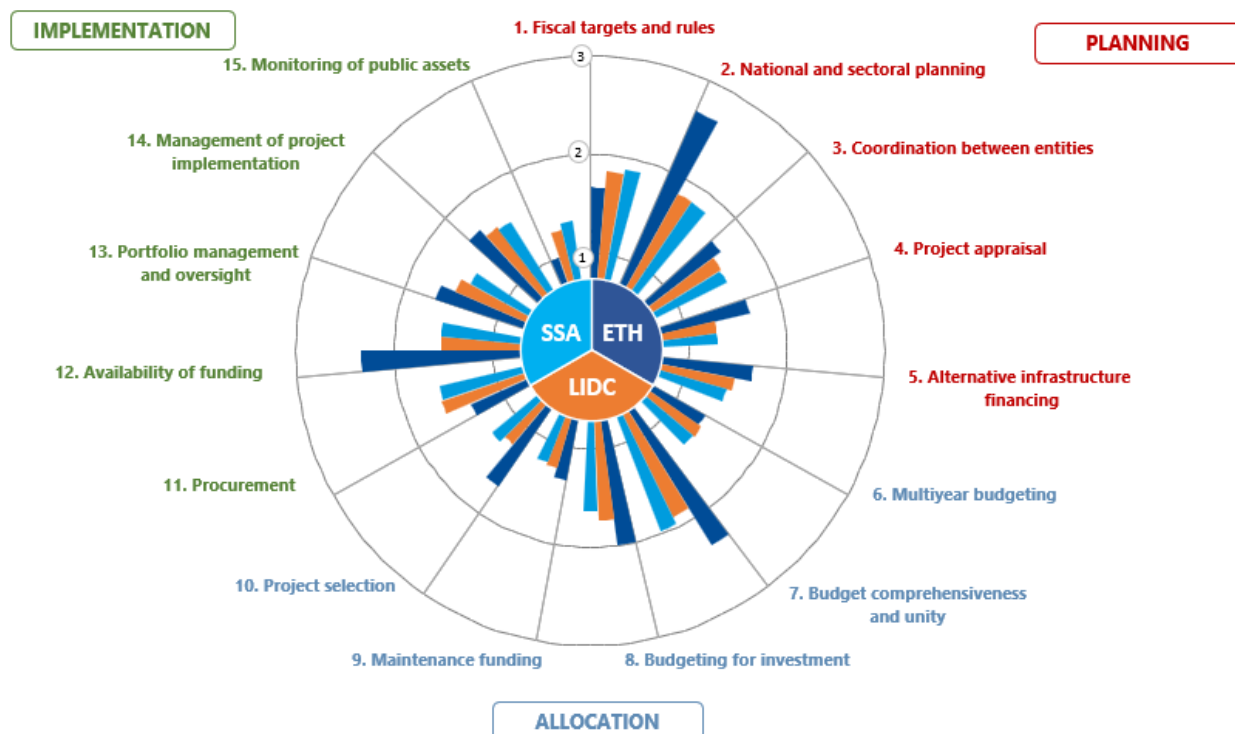 IMPLEMENTATION
PLANNING
1. Fiscal targets and rules
2. National and sectoral planning
3. Coordination between entities
4. Project appraisal
5. Alternative infrastructure
financing
6. Multiyear budgeting
7. Budget comprehensiveness
and unity
8. Budgeting for investment
9. Maintenance funding
10. Project selection
11. Procurement
12. Availability of funding
13. Portfolio management
and oversight
14. Management of project
implementation
15. Monitoring of public assets
3
2
1
SSA
ETH
LIDC
ALLOCATION